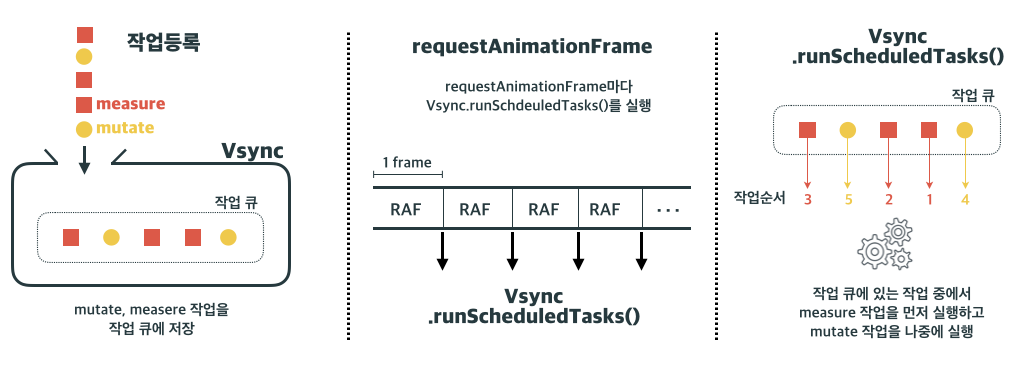 작업등록
measure
mutate
Vsync
작업 큐
mutate, measere 작업을
작업 큐에 저장
requestAnimationFrame
requestAnimationFrame마다
Vsync.runSchdeuledTasks()를 실행
1 frame
RAF RAF RAF RAF ...
Vsync
.runScheduledTasks()
Vsync
.runScheduledTasks()
작업 큐
작업순서 3 5 2 1 4
작업 큐에 있는 작업 중에서
measure 작업을 먼저 실행하고
mutate 작업을 나중에 실행